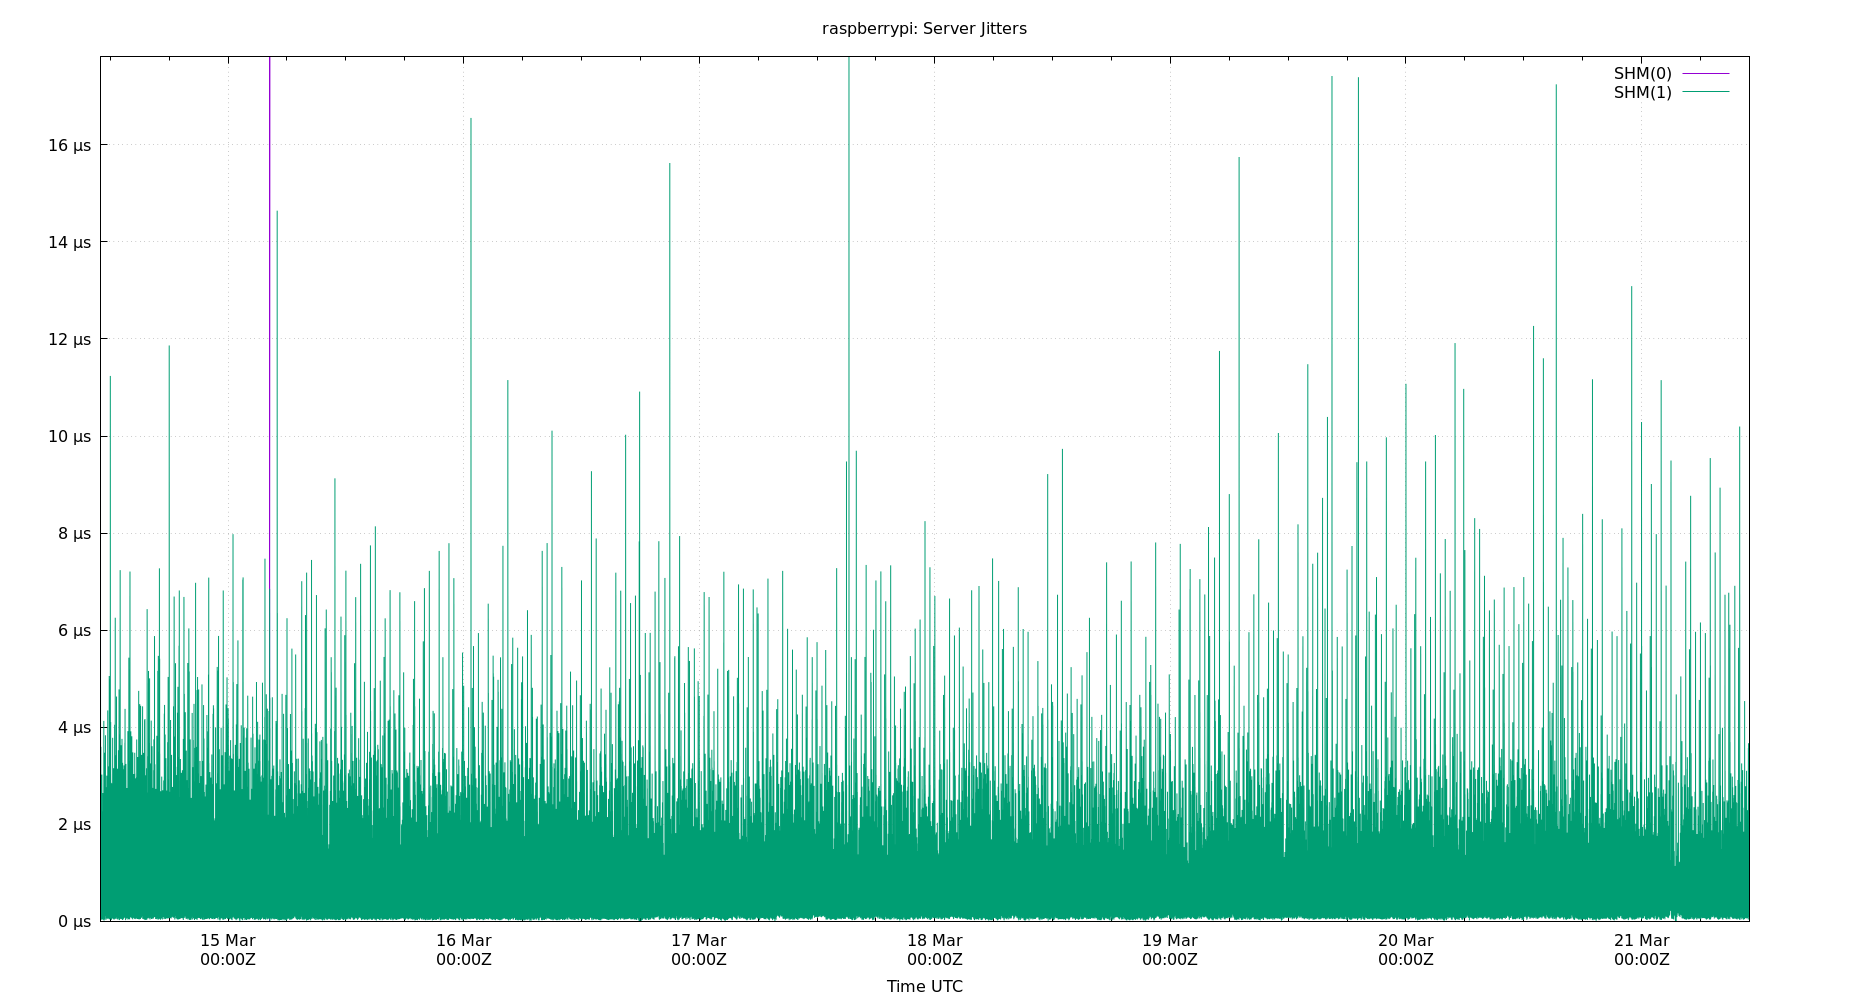 raspberrypi: Server Jitters
SHM(0)
SHM(1)
16 µs
14 µs
12 µs
10 µs
8 µs
6 µs
4 µs
2 µs
0 µs
15 Mar 16 Mar 17 Mar 18 Mar 19 Mar 20 Mar 21 Mar
00:00Z 00:00Z 00:00Z 00:00Z 00:00Z 00:00Z 00:00Z
Time UTC